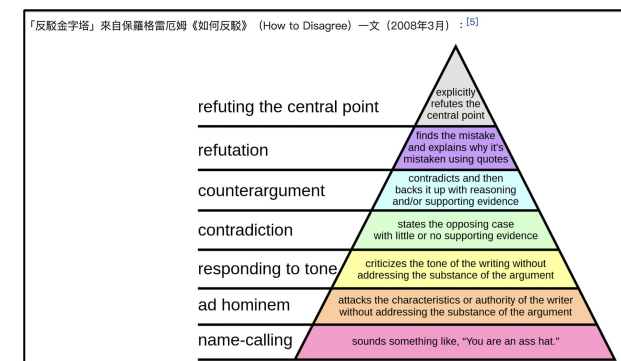 「反駁金字塔」來自保羅格雷厄姆《如何反駁》（How to Disagree）一文（2008年3月）：[5]
explicitly
refutes the
central point
refuting the central point
finds the mistake
and explains why it's
mistaken using quotes
refutation
contradicts and then
backs it up with reasoning
and/or supporting evidence
counterargument
states the opposing case
with little or no supporting evidence
contradiction
criticizes the tone of the writing without
addressing the substance of the argument
responding to tone
attacks the characteristics or authority of the writer
without addressing the substance of the argument
ad hominem
sounds something like, “You are an ass hat.”
name-calling